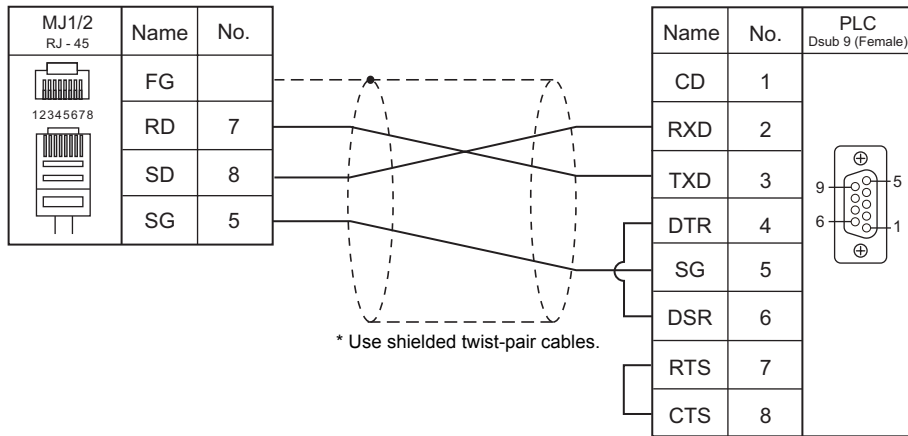 MJ1/2
RJ - 45
Name
No.
12345678
FG
RD
7
SD
8
SG
5
* Use shielded twist-pair cables.
Name
No.
PLC
Dsub 9 (Female)
CD
1
RXD
2
TXD
3
DTR
4
SG
5
DSR
6
RTS
7
CTS
8
9
5
6
1